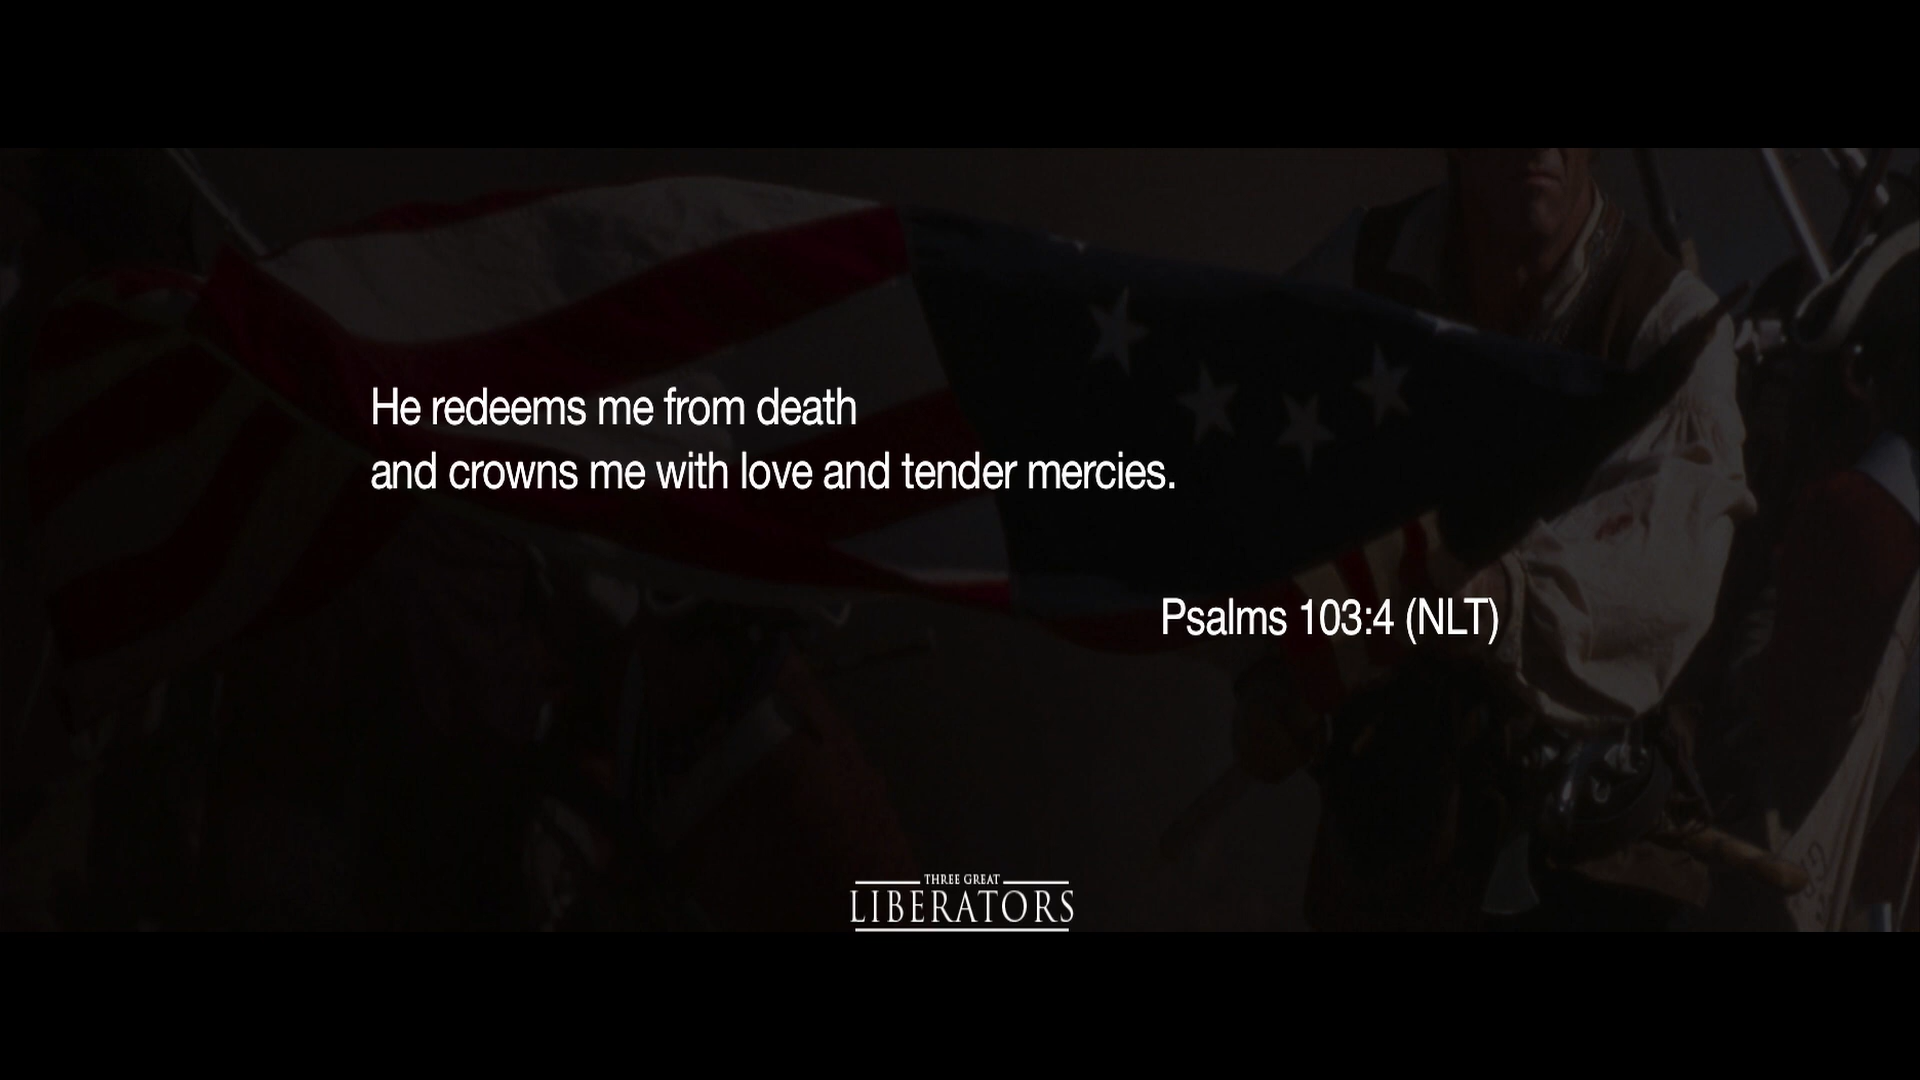 He redeems me from death
and crowns me with love and tender mercies.
Psalms 103:4 (NLT)
THREE GREAT
LIBERATORS